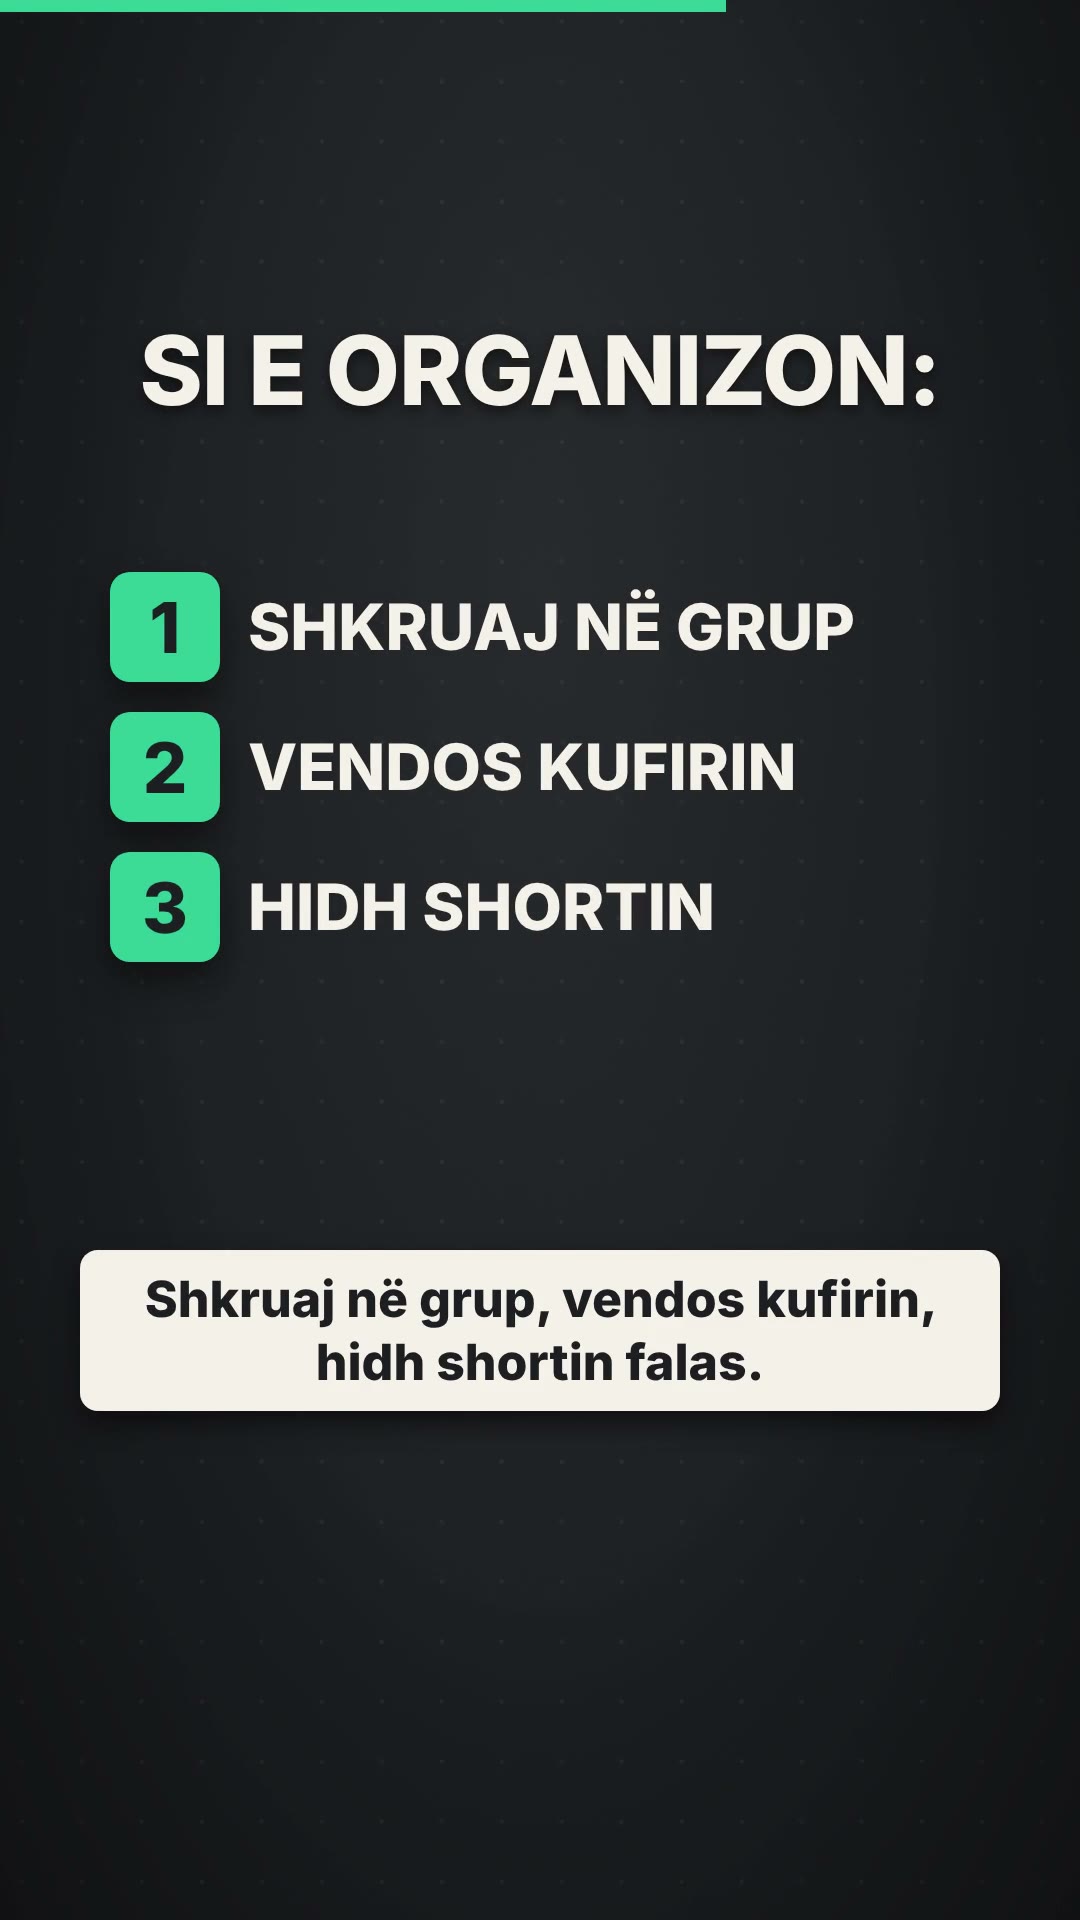 SI E ORGANIZON:
1 SHKRUAJ NË GRUP
2 VENDOS KUFIRIN
3 HIDH SHORTIN
Shkruaj në grup, vendos kufirin,
hidh shortin falas.